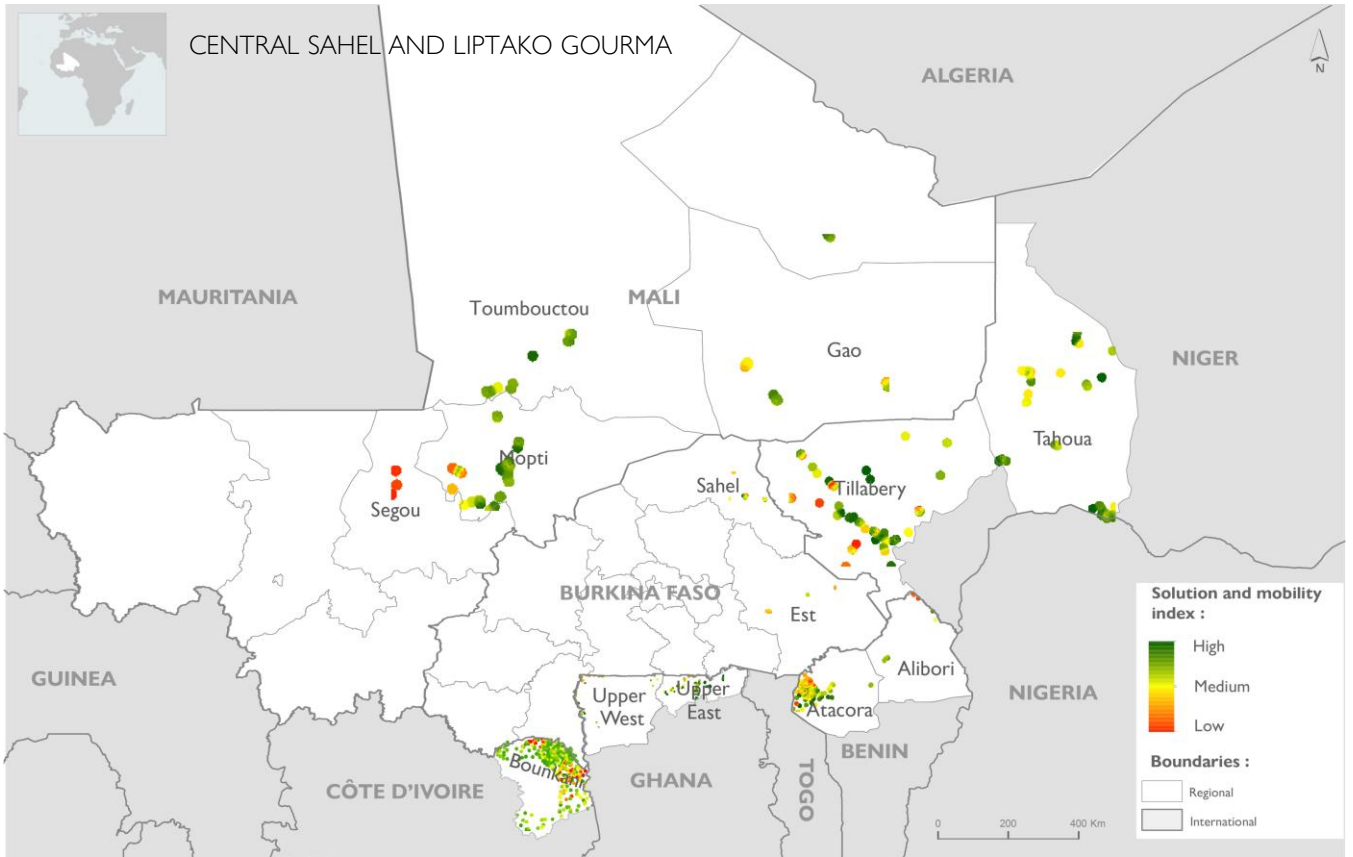 CENTRAL SAHEL AND LIPTAKO GOURMA
N
ALGERIA
MAURITANIA
MALI
Toumbouctou
Gao
NIGER
Tahoua
Mopti
Sahel
Tillabery
Segou
BURKINA FASO
Est
Solution and mobility
index :
High
Medium
Low
Boundaries :
Regional
International
Alibori
GUINEA
Upper
West
Upper
East
Atacora
NIGERIA
BENIN
Bounkani
CÔTE D'IVOIRE
GHANA
TOGO
0 200 400 Km